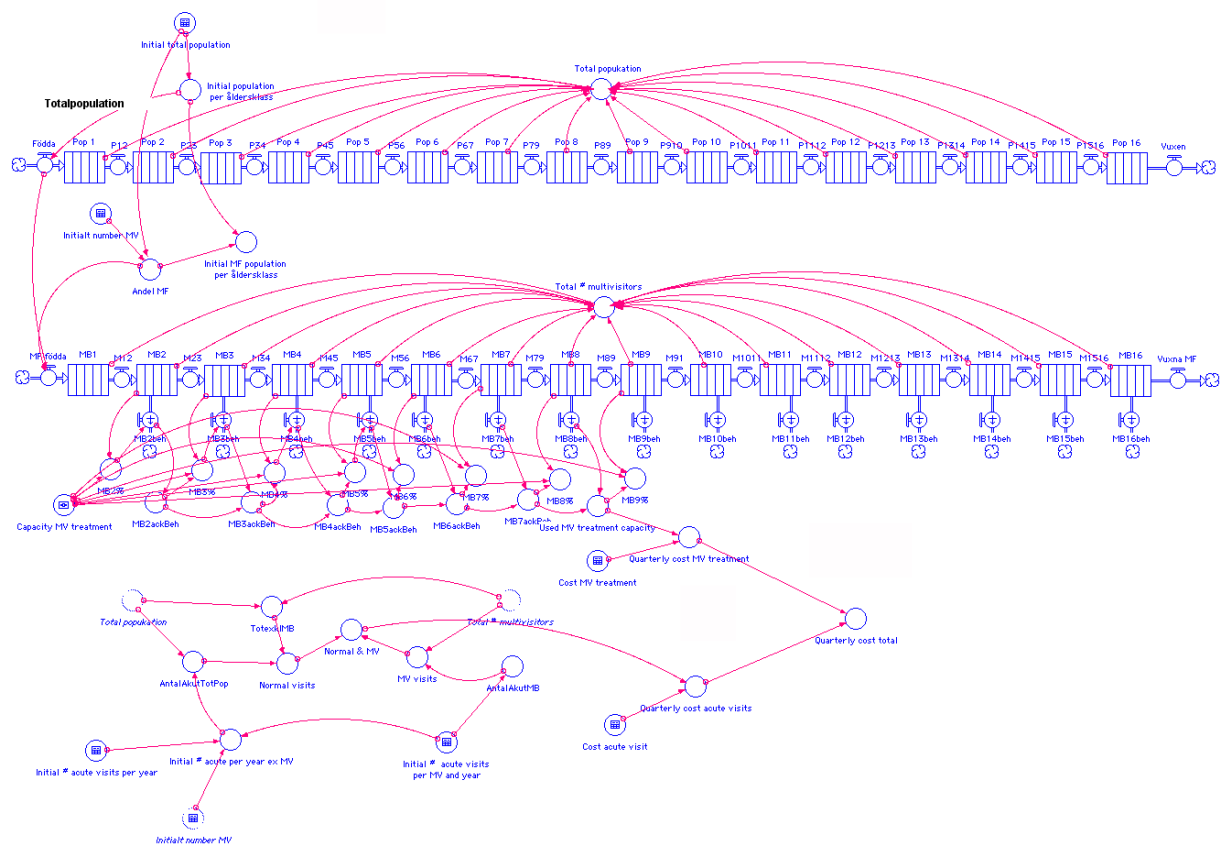 Initial total population
Initial population
per åldersklass
Total popukation
Totalpopulation
Födda
Pop 1
P12
Pop 2
P23
Pop 3
P34
Pop 4
P45
Pop 5
P56
Pop 6
P67
Pop 7
P79
Pop 8
P89
Pop 9
P910
Pop 10
P1011
Pop 11
P1112
Pop 12
P1213
Pop 13
P1314
Pop 14
P1415
Pop 15
P1516
Pop 16
Vuxen
Initialt number MV
Initial MF population
per åldersklass
Andel MF
Total # multivisitors
MF födda
MB1
M12
MB2
M23
MB3
M34
MB4
M45
MB5
M56
MB6
M67
MB7
M79
MB8
M89
MB9
M91
MB10
M1011
MB11
M1112
MB12
M1213
MB13
M1314
MB14
M1415
MB15
M1516
MB16
Vuxna MF
MB2beh
MB3beh
MB4beh
MB5beh
MB6beh
MB7beh
MB8beh
MB9beh
MB10beh
MB11beh
MB12beh
MB13beh
MB14beh
MB15beh
MB16beh
MB2%
MB3%
MB4%
MB5%
MB6%
MB7%
MB8%
MB9%
Capacity MV treatment
MB2ackBeh
MB3ackBeh
MB4ackBeh
MB5ackBeh
MB6ackBeh
MB7ackBeh
Used MV treatment capacity
Quarterly cost MV treatment
Cost MV treatment
Total popukation
TotexklMB
Total # multivisitors
Quarterly cost total
Normal & MV
AntalAkutTotPop
Normal visits
MV visits
AntalAkutMB
Quarterly cost acute visits
Cost acute visit
Initial # acute visits per year
Initial # acute per year ex MV
Initial # acute visits
per MV and year
Initialt number MV